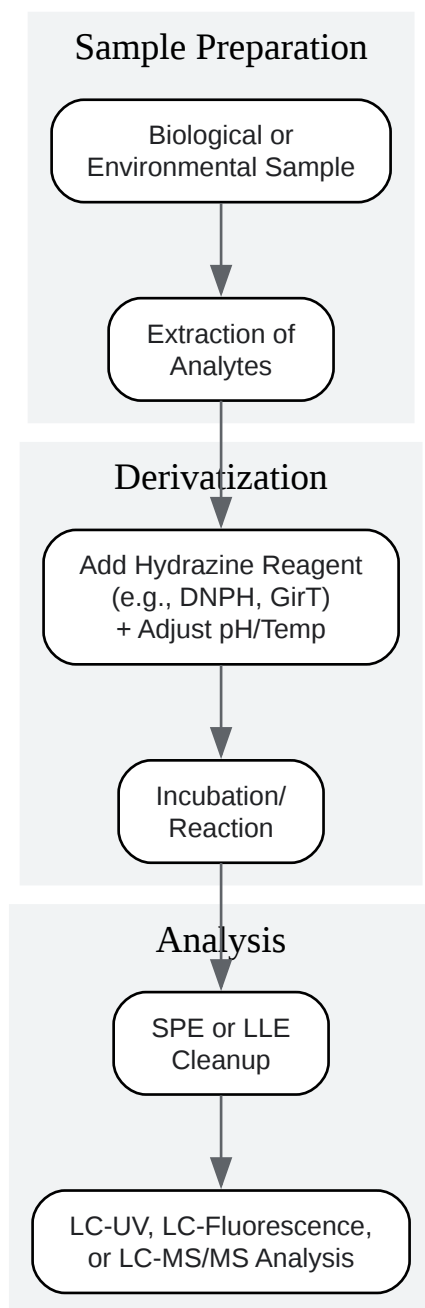 Sample Preparation
Biological or
Environmental Sample
Extraction of
Analytes
Derivatization
Add Hydrazine Reagent
(e.g., DNPH, GirT)
+ Adjust pH/Temp
Incubation/
Reaction
Analysis
SPE or LLE
Cleanup
LC-UV, LC-Fluorescence,
or LC-MS/MS Analysis